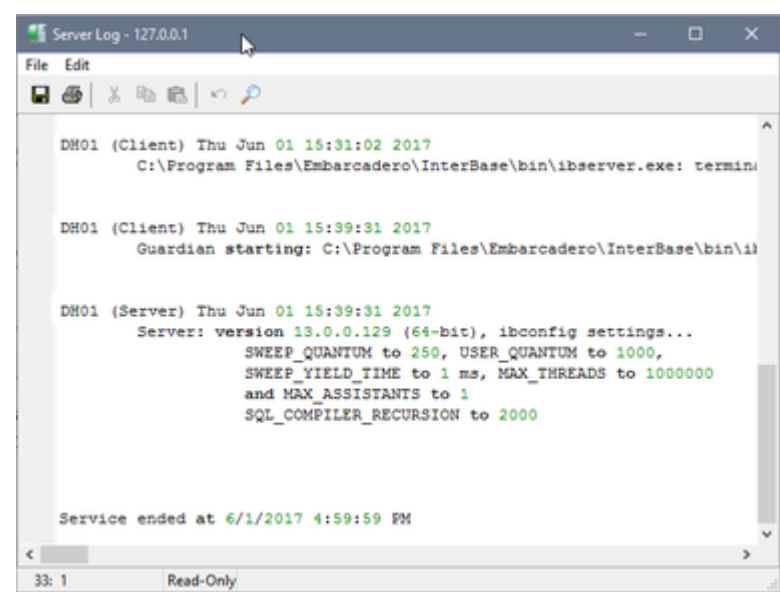 Server Log - 127.0.0.1
File Edit
DH01 (Client) Thu Jun 01 15:31:02 2017
C:\Program Files\Embarcadero\InterBase\bin\ibserver.exe: termina
DH01 (Client) Thu Jun 01 15:39:31 2017
Guardian starting: C:\Program Files\Embarcadero\InterBase\bin\ib
DH01 (Server) Thu Jun 01 15:39:31 2017
Server: version 13.0.0.129 (64-bit), ibconfig settings...
SWEEP_QUANTUM to 250, USER_QUANTUM to 1000,
SWEEP_YIELD_TIME to 1 ms, MAX_THREADS to 1000000
and MAX_ASSISTANTS to 1
SQL_COMPILER_RECURSION to 2000
Service ended at 6/1/2017 4:59:59 PM
33: 1 Read-Only